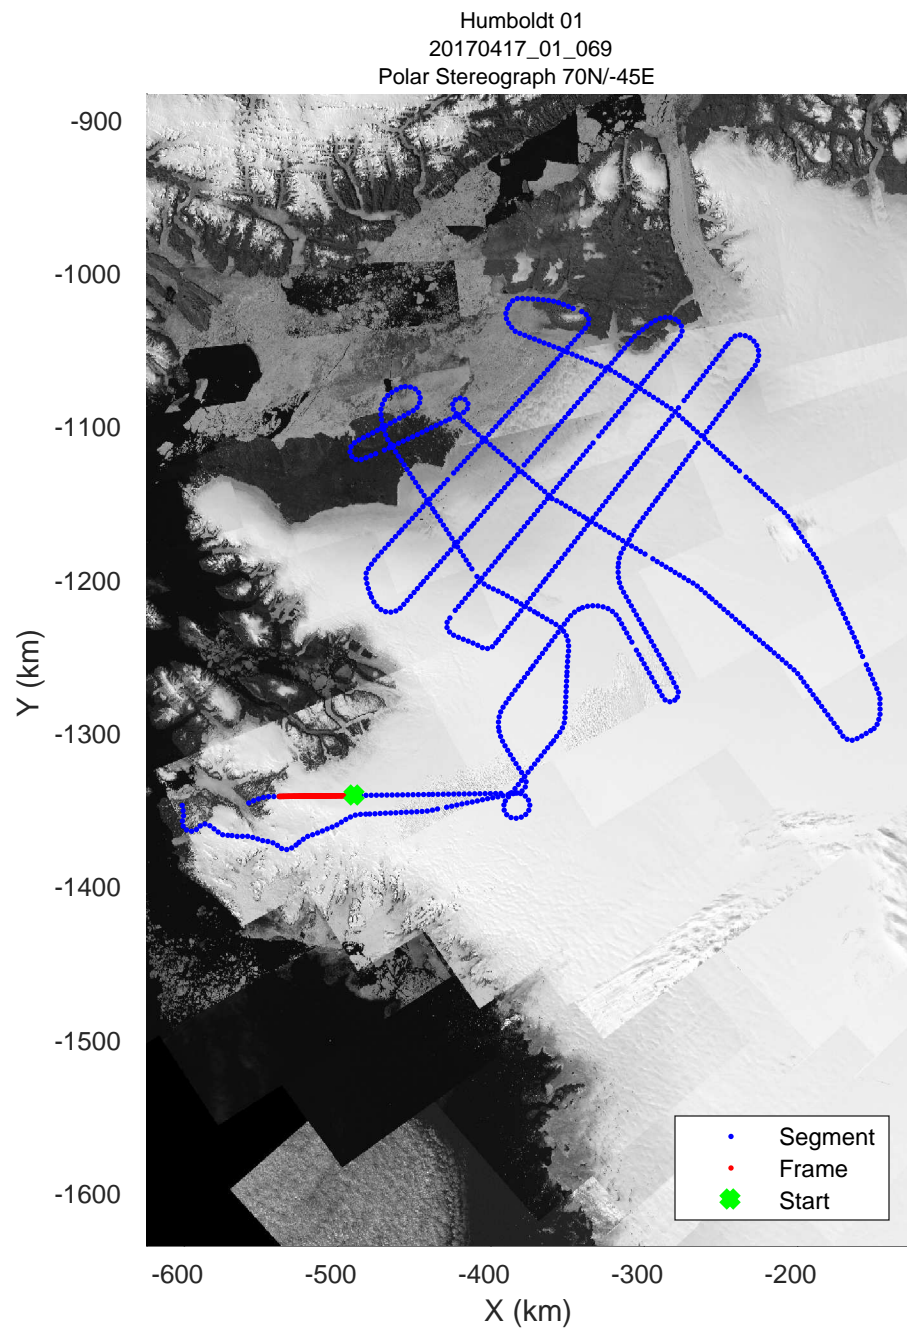 Humboldt 01
20170417_01_069
Polar Stereograph 70N/-45E
-900
-1000
-1100
-1200
-1300
-1400
-1500
-1600
Y (km)
Segment
Frame
Start
-600 -500 -400 -300 -200
X (km)